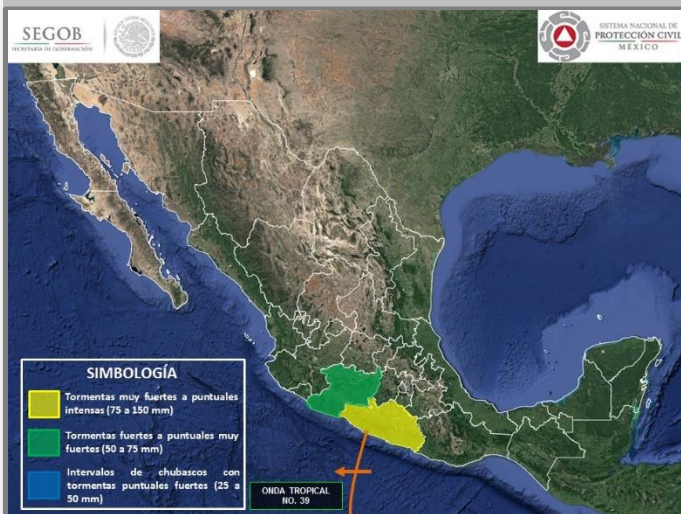 SEGOB
SECRETARÍA DE GOBERNACIÓN
SISTEMA NACIONAL DE
PROTECCIÓN CIVIL
MÉXICO
SIMBOLOGÍA
Tormentas muy fuertes a puntuales
intensas (75 a 150 mm)
Tormentas fuertes a puntuales muy
fuertes (50 a 75 mm)
Intervalos de chubascos con
tormentas puntuales fuertes (25 a
50 mm)
ONDA TROPICAL
NO. 39